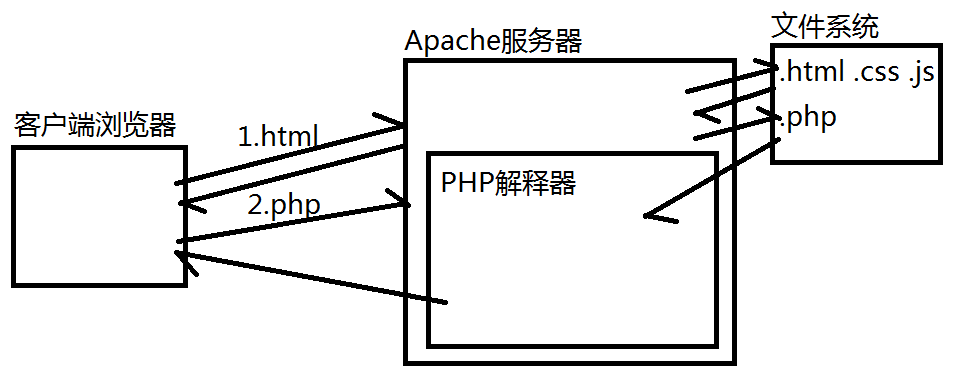 文件系统
Apache服务器
.html .css .js
.php
客户端浏览器
1.html
PHP解释器
2.php